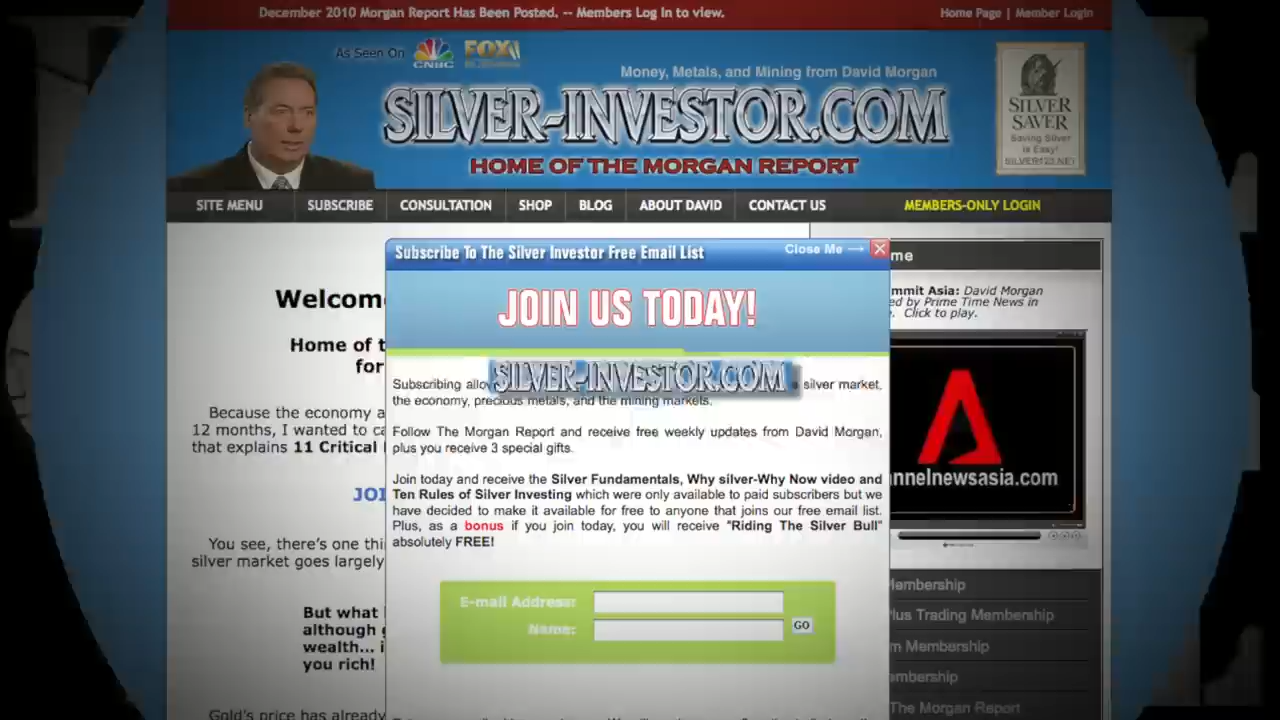 December 2010 Morgan Report Has Been Posted. -- Members Log In to view.
Home Page | Member Login
As Seen On
CNBC
FOX
Money, Metals, and Mining from David Morgan
SILVER-INVESTOR.COM
HOME OF THE MORGAN REPORT
SILVER
SAVER
Saving Silver
is Easy!
SILVER123.NET
SITE MENU
SUBSCRIBE
CONSULTATION
SHOP
BLOG
ABOUT DAVID
CONTACT US
MEMBERS-ONLY LOGIN
Subscribe To The Silver Investor Free Email List
Close Me
me
JOIN US TODAY!
SILVER-INVESTOR.COM
Subscribing allow silver market,
the economy, precious metals, and the mining markets.
Follow The Morgan Report and receive free weekly updates from David Morgan,
plus you receive 3 special gifts.
Join today and receive the Silver Fundamentals, Why silver-Why Now video and
Ten Rules of Silver Investing which were only available to paid subscribers but we
have decided to make it available for free to anyone that joins our free email list.
Plus, as a bonus if you join today, you will receive "Riding The Silver Bull"
absolutely FREE!
E-mail Address:
Name:
GO
Welcom
Home of t
for
Because the economy a
12 months, I wanted to ca
that explains 11 Critical
JOI
You see, there's one thi
silver market goes largely
But what
although g
wealth... i
you rich!
Gold's price has already
mmit Asia: David Morgan
ed by Prime Time News in
Click to play.
nnelnewsasia.com
Membership
lus Trading Membership
m Membership
embership
The Morgan Report